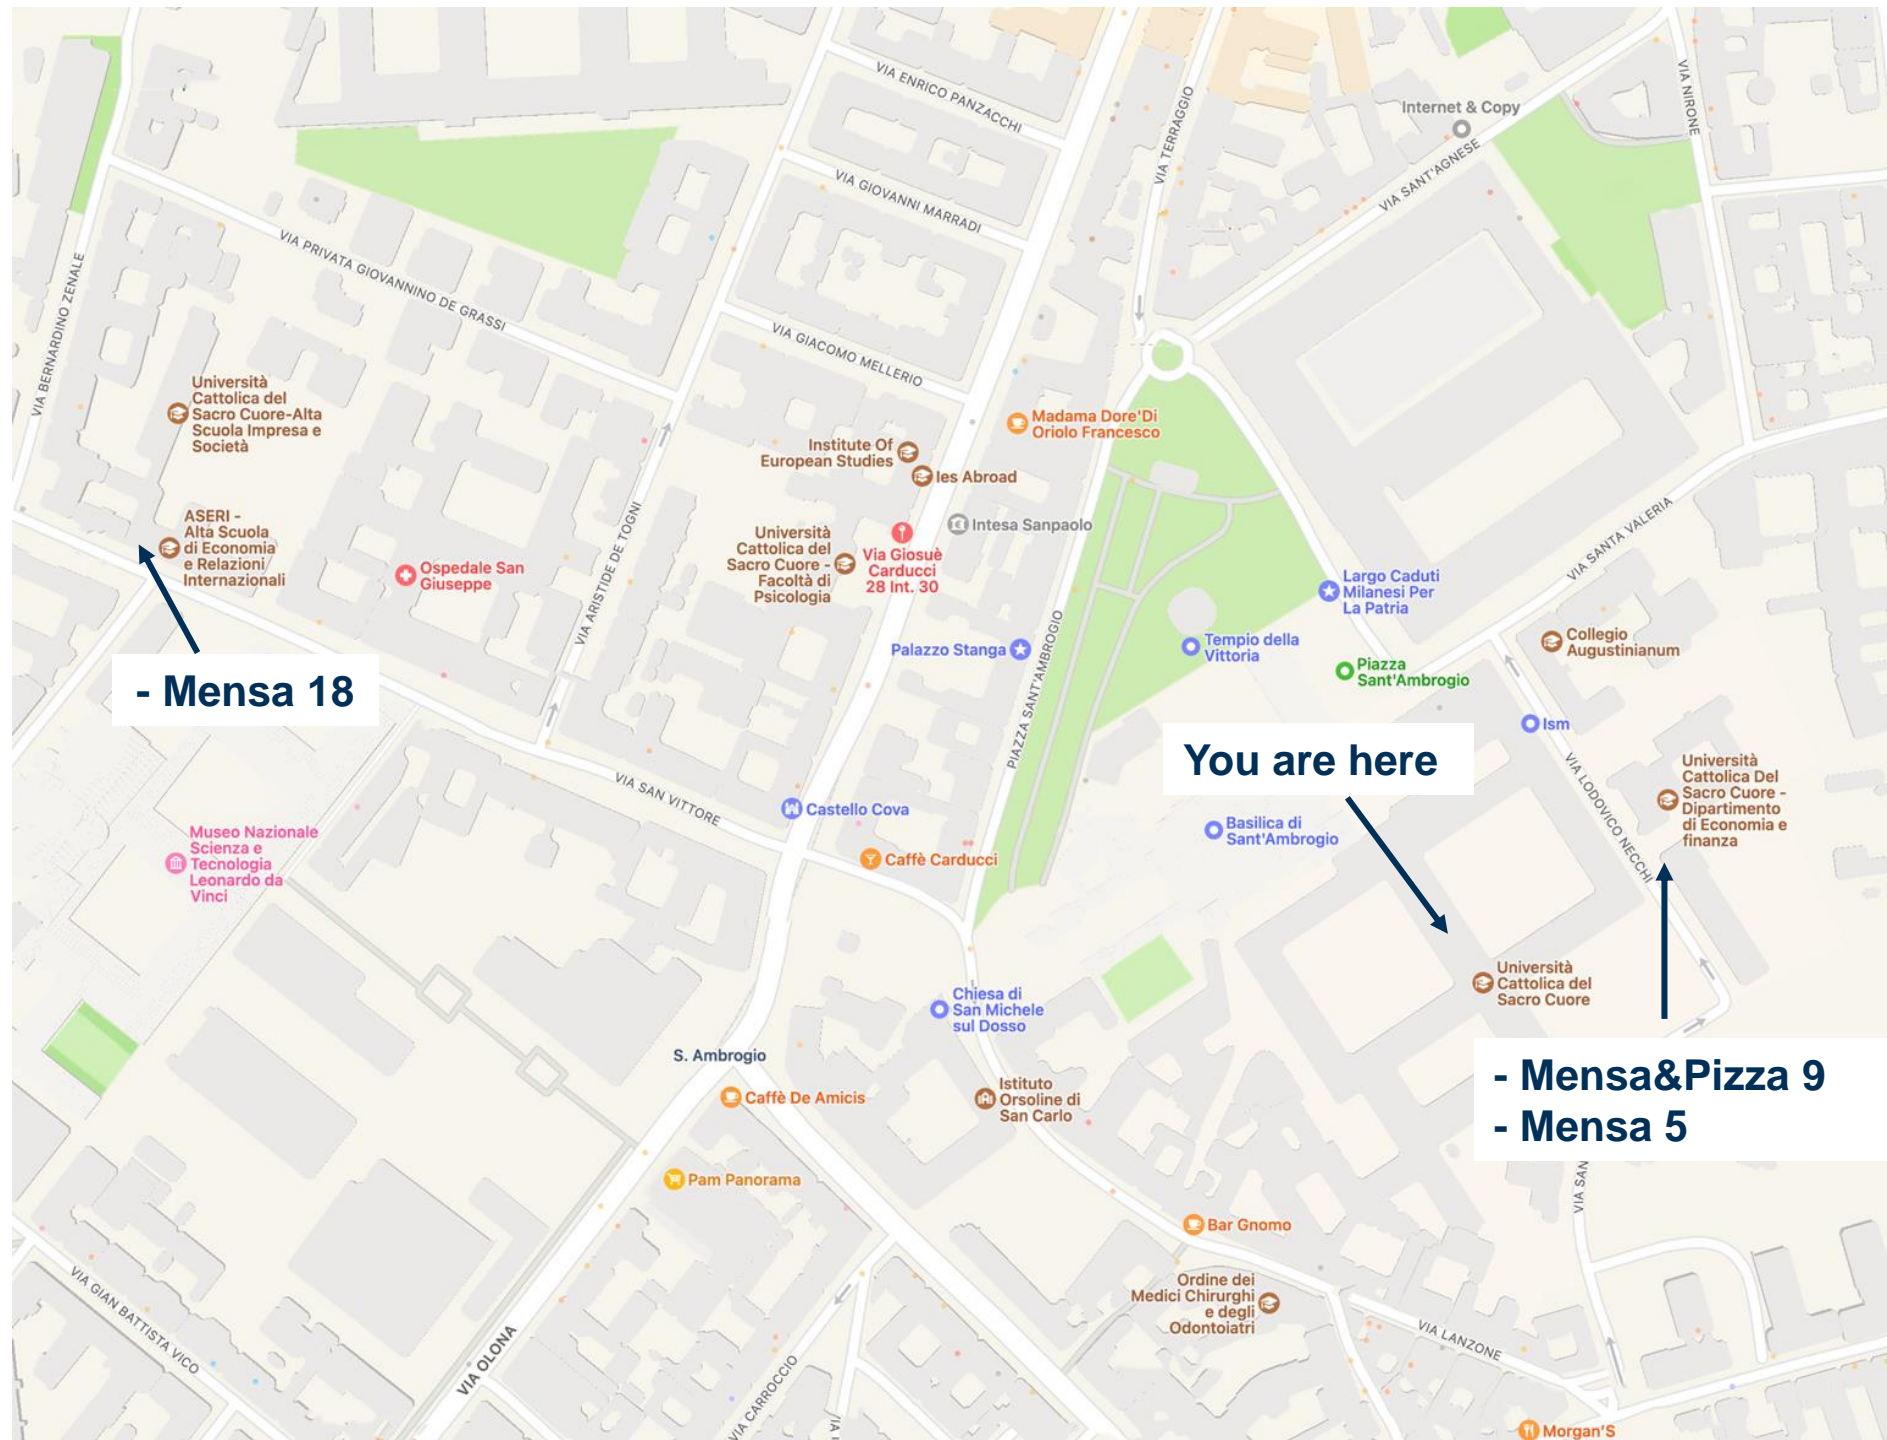 VIA ENRICO PANZACCHI
VIA TERRAGGIO
VIA NIRONE
Internet & Copy
VIA SANT'AGNESE
VIA GIOVANNI MARRADI
VIA PRIVATA GIOVANNINO DE GRASSI
VIA BERNARDINO ZENALE
VIA GIACOMO MELLERIO
Università
Cattolica del
Sacro Cuore-Alta
Scuola Impresa e
Società
Madama Dore'Di
Oriolo Francesco
Institute Of
European Studies
Ies Abroad
Intesa Sanpaolo
ASERI -
Alta Scuola
di Economia
e Relazioni
Internazionali
Ospedale San
Giuseppe
VIA ARISTIDE DE TOGNI
Università
Cattolica del
Sacro Cuore -
Facoltà di
Psicologia
Via Giosuè
Carducci
28 Int. 30
VIA SANTA VALERIA
Largo Caduti
Milanesi Per
La Patria
Palazzo Stanga
PIAZZA SANT'AMBROGIO
Tempio della
Vittoria
Collegio
Augustinianum
Piazza
Sant'Ambrogio
- Mensa 18
Ism
You are here
VIA LODOVICO NECCHI
Università
Cattolica Del
Sacro Cuore -
Dipartimento
di Economia e
finanza
VIA SAN VITTORE
Castello Cova
Basilica di
Sant'Ambrogio
Museo Nazionale
Scienza e
Tecnologia
Leonardo da
Vinci
Caffè Carducci
Università
Cattolica del
Sacro Cuore
Chiesa di
San Michele
sul Dosso
S. Ambrogio
Caffè De Amicis
Istituto
Orsoline di
San Carlo
- Mensa&Pizza 9
- Mensa 5
Pam Panorama
VIA SAN
Bar Gnomo
Ordine dei
Medici Chirurghi
e degli
Odontoiatri
VIA GIAN BATTISTA VICO
VIA OLONA
VIA CARROCCIO
VIA LANZONE
Morgan'S